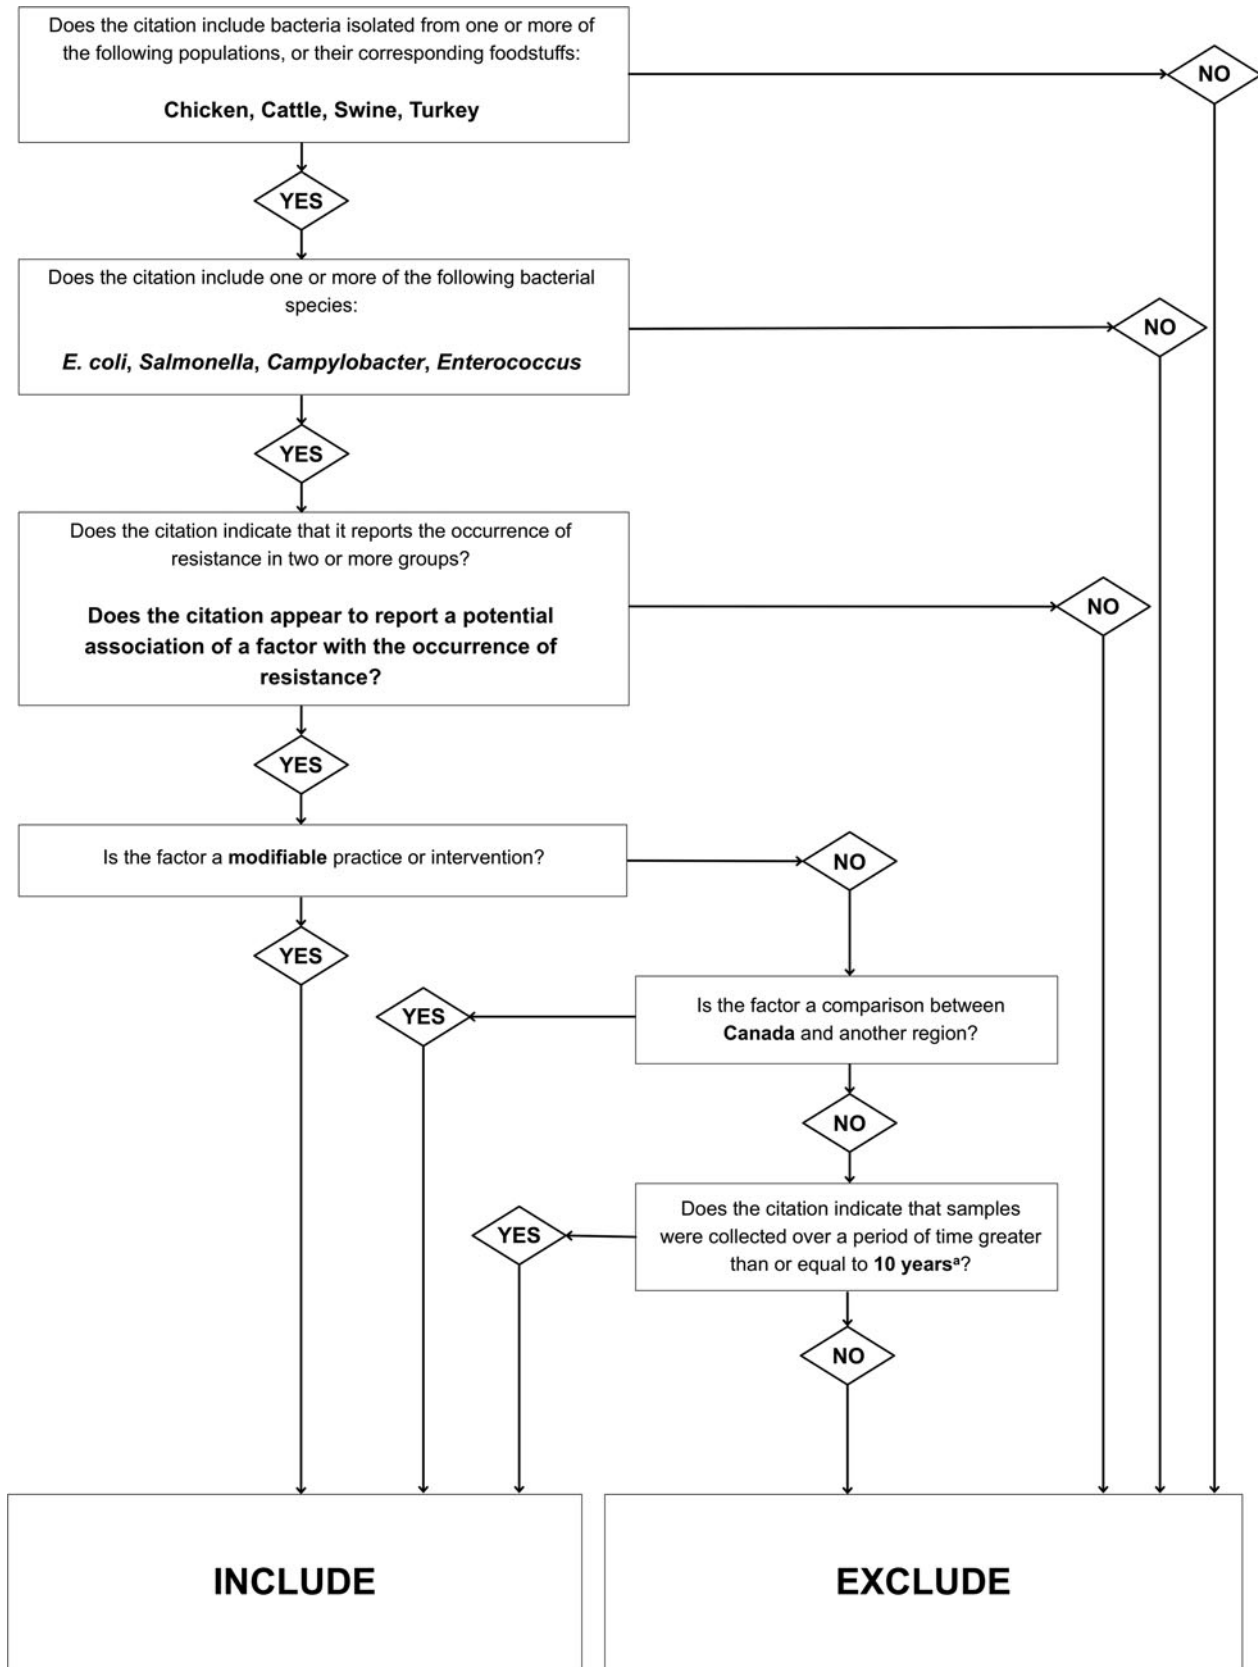 Does the citation include bacteria isolated from one or more of
the following populations, or their corresponding foodstuffs:
Chicken, Cattle, Swine, Turkey
NO
YES
Does the citation include one or more of the following bacterial
species:
E. coli, Salmonella, Campylobacter, Enterococcus
NO
YES
Does the citation indicate that it reports the occurrence of
resistance in two or more groups?
Does the citation appear to report a potential
association of a factor with the occurrence of
resistance?
NO
YES
Is the factor a modifiable practice or intervention?
NO
YES
Is the factor a comparison between
Canada and another region?
YES
NO
Does the citation indicate that samples
were collected over a period of time greater
than or equal to 10 yearsᵃ?
YES
NO
INCLUDE
EXCLUDE